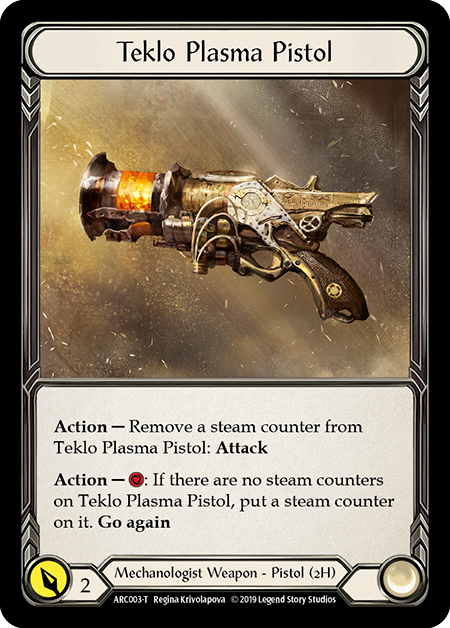 Teklo Plasma Pistol
Action — Remove a steam counter from
Teklo Plasma Pistol: Attack
Action — : If there are no steam counters
on Teklo Plasma Pistol, put a steam counter
on it. Go again
2
Mechanologist Weapon - Pistol (2H)
ARC003-T Regina Krivolapova © 2019 Legend Story Studios